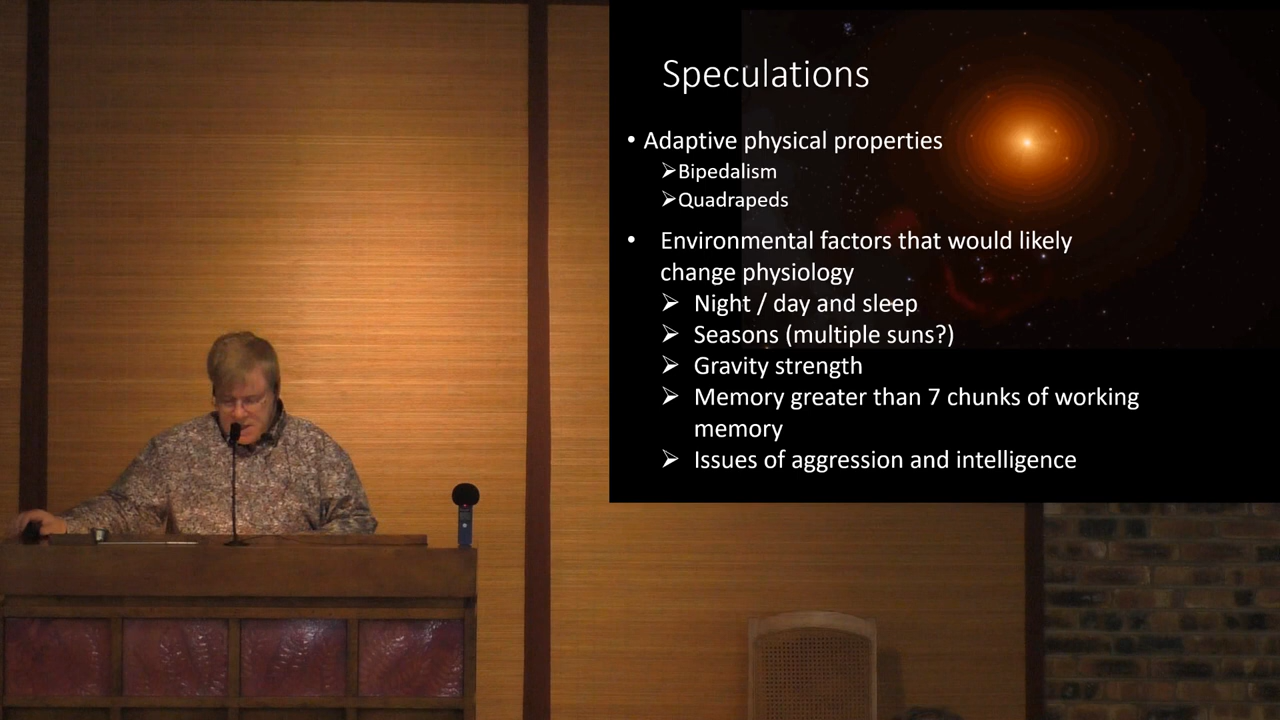 Speculations
• Adaptive physical properties
➢Bipedalism
➢Quadrapeds
• Environmental factors that would likely
change physiology
➢ Night / day and sleep
➢ Seasons (multiple suns?)
➢ Gravity strength
➢ Memory greater than 7 chunks of working
memory
➢ Issues of aggression and intelligence